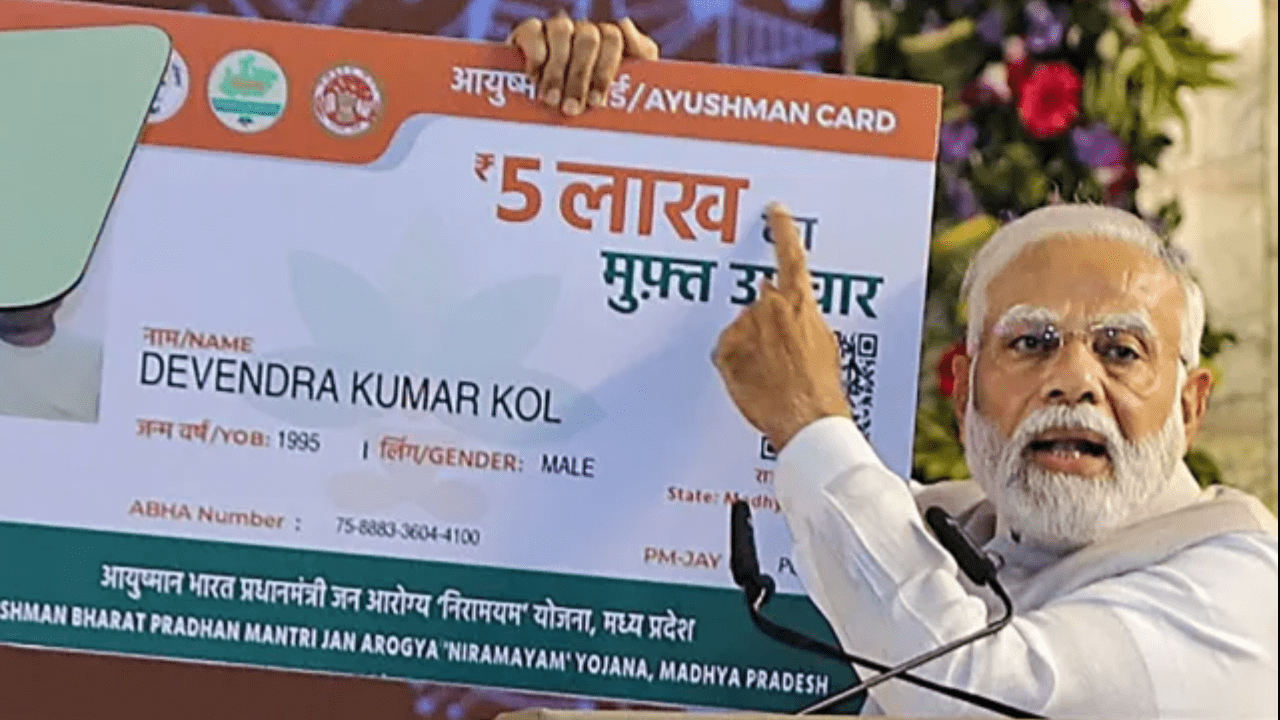 /AYUSHMAN CARD
₹5 लाख
मुफ़्त
नाम/NAME
DEVENDRA KUMAR KOL
जन्म वर्ष/YOB: 1995 | लिंग/GENDER: MALE
State:
ABHA Number : 75-8883-3604-4100
PM-JAY
आयुष्मान भारत प्रधानमंत्री जन आरोग्य 'निरामयम' योजना, मध्य प्रदेश
BHARAT PRADHAN MANTRI JAN AROGYA 'NIRAMAYAM' YOJANA, MADHYA PRADESH